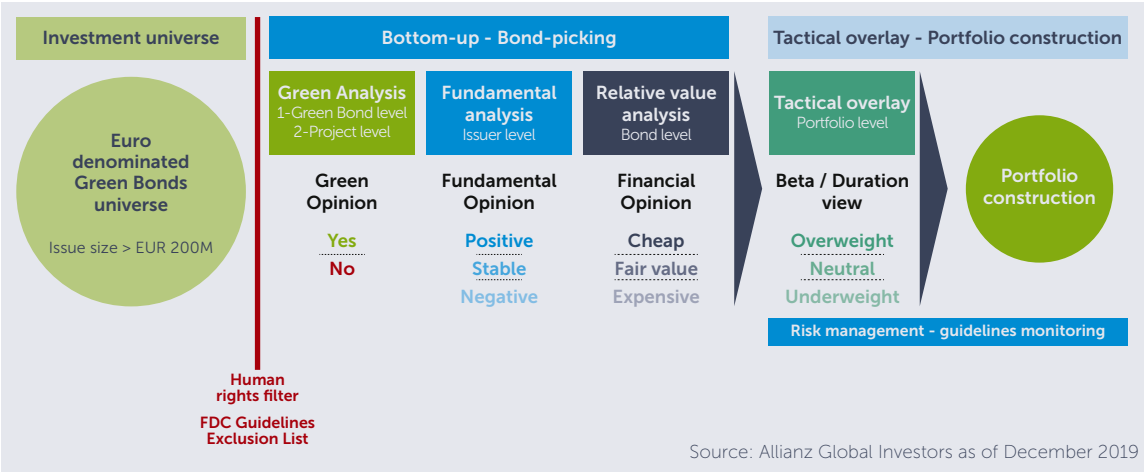 Investment universe
Euro
denominated
Green Bonds
universe
Issue size > EUR 200M
Human
rights filter
FDC Guidelines
Exclusion List
Bottom-up - Bond-picking
Green Analysis
1-Green Bond level
2-Project level
Green
Opinion
Yes
No
Fundamental
analysis
Issuer level
Fundamental
Opinion
Positive
Stable
Negative
Relative value
analysis
Bond level
Financial
Opinion
Cheap
Fair value
Expensive
Tactical overlay - Portfolio construction
Tactical overlay
Portfolio level
Beta / Duration
view
Overweight
Neutral
Underweight
Portfolio
construction
Risk management - guidelines monitoring
Source: Allianz Global Investors as of December 2019